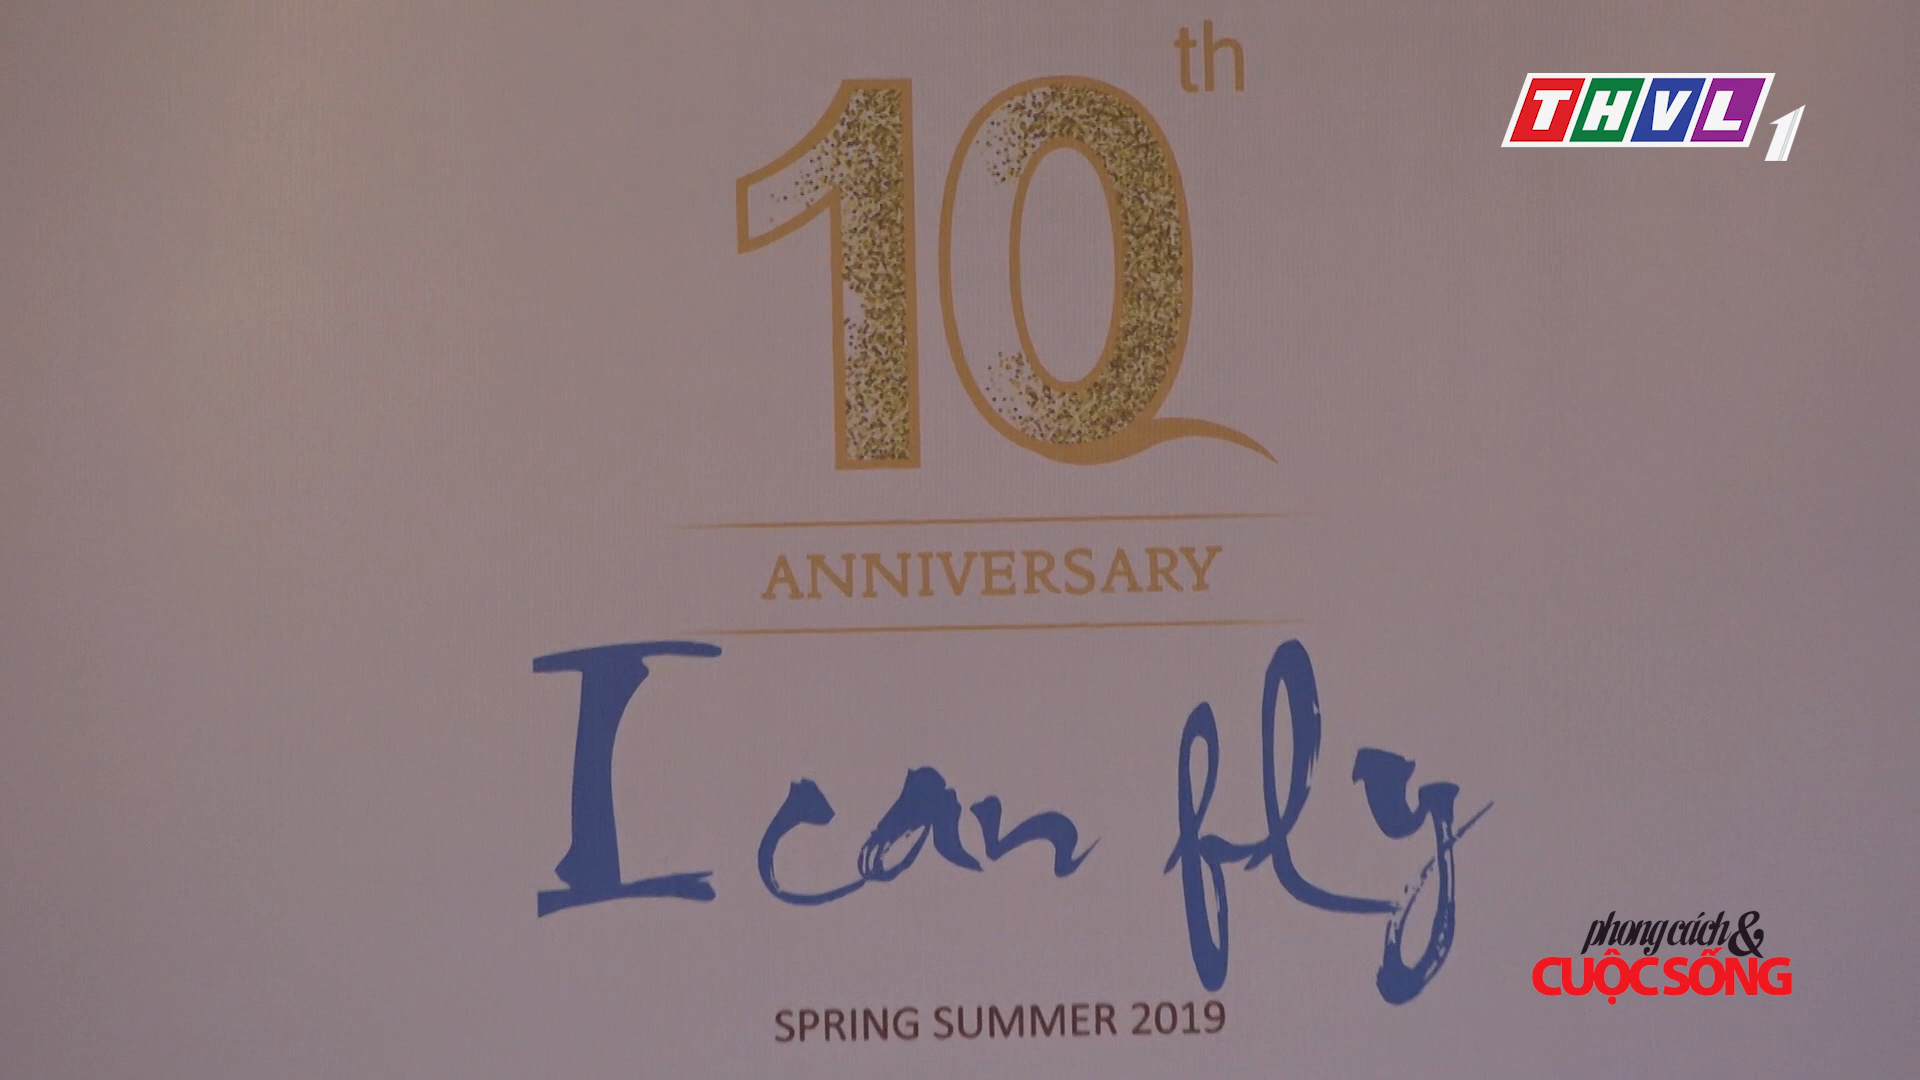 10th
THVL1
ANNIVERSARY
I can fly
phong cách &
CUỘC SỐNG
SPRING SUMMER 2019